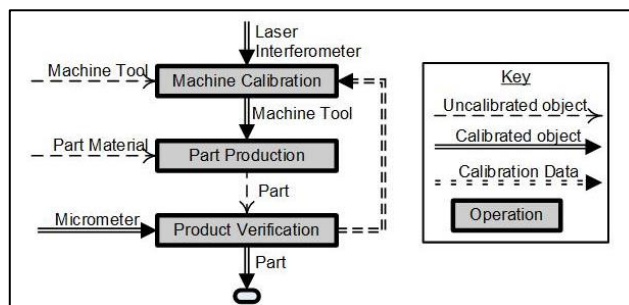 Laser
Interferometer
Machine Tool
Machine Calibration
Machine Tool
Part Material
Part Production
Part
Micrometer
Product Verification
Part
Key
Uncalibrated object
Calibrated object
Calibration Data
Operation